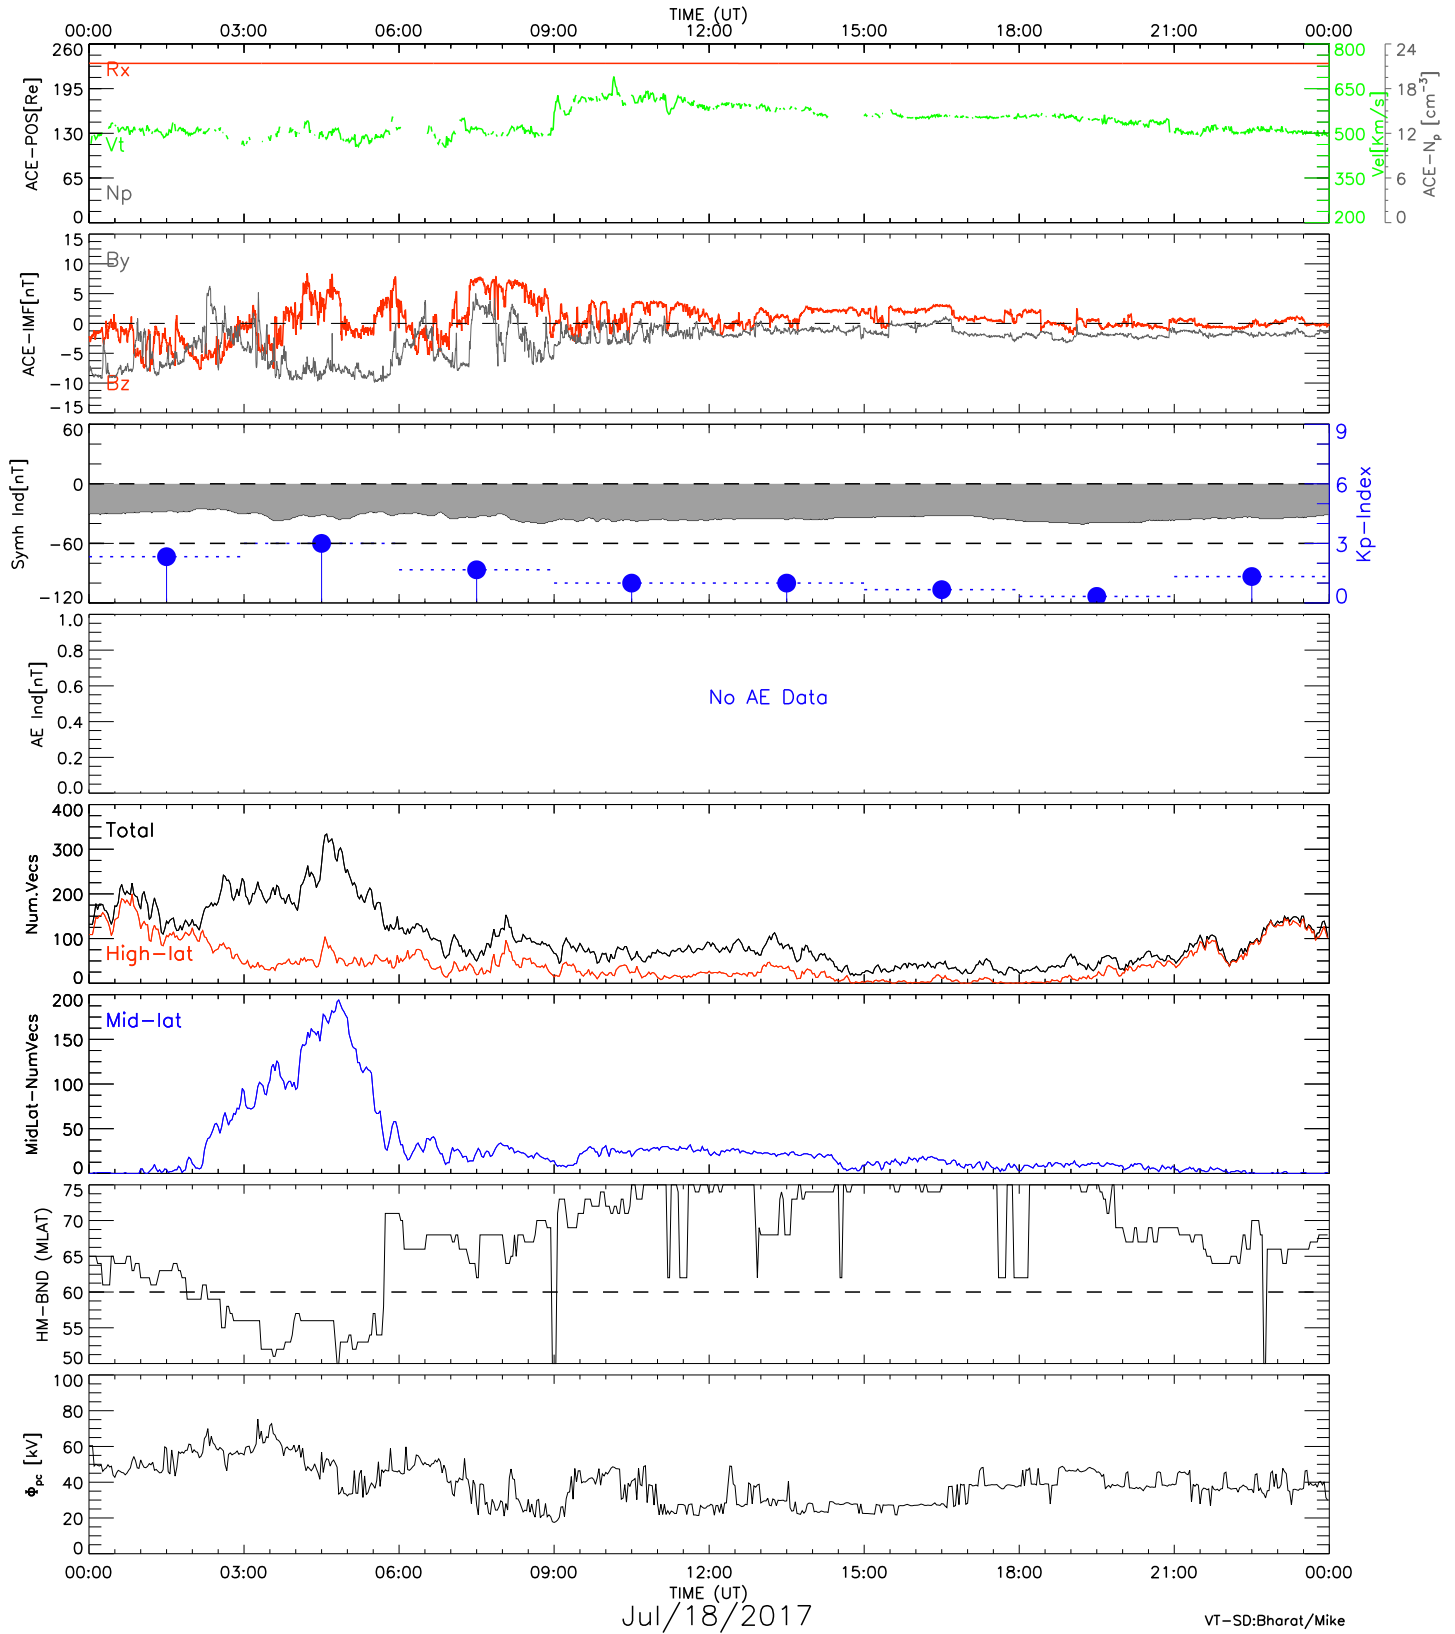 TIME (UT)
00:00 03:00 06:00 09:00 12:00 15:00 18:00 21:00 00:00
ACE-POS[Re]
260
195
130
65
0
Rx
Vt
Np
800
650
500
350
200
Vel[Km/s]
24
18
12
6
0
ACE-Np [cm-3]
ACE-IMF[nT]
15
10
5
0
-5
-10
-15
By
Bz
Symh Ind[nT]
60
0
-60
-120
9
6
3
0
Kp-Index
AE Ind[nT]
1.0
0.8
0.6
0.4
0.2
0.0
No AE Data
Num.Vecs
400
300
200
100
0
Total
High-lat
MidLat-NumVecs
200
150
100
50
0
Mid-lat
HM-BND (MLAT)
75
70
65
60
55
50
Φpc [kV]
100
80
60
40
20
0
00:00 03:00 06:00 09:00 12:00 15:00 18:00 21:00 00:00
TIME (UT)
Jul/18/2017
VT-SD:Bharat/Mike